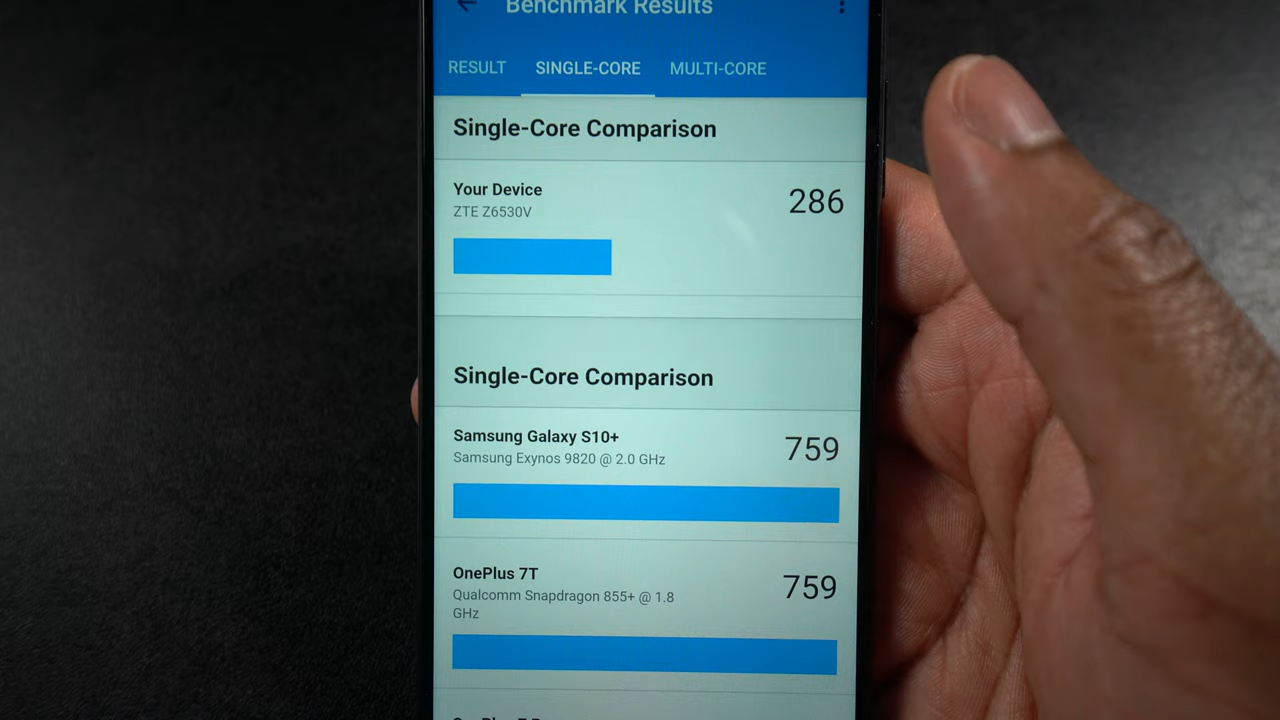 Benchmark Results
RESULT SINGLE-CORE MULTI-CORE
Single-Core Comparison
Your Device
ZTE Z6530V
286
Single-Core Comparison
Samsung Galaxy S10+
Samsung Exynos 9820 @ 2.0 GHz
759
OnePlus 7T
Qualcomm Snapdragon 855+ @ 1.8
GHz
759